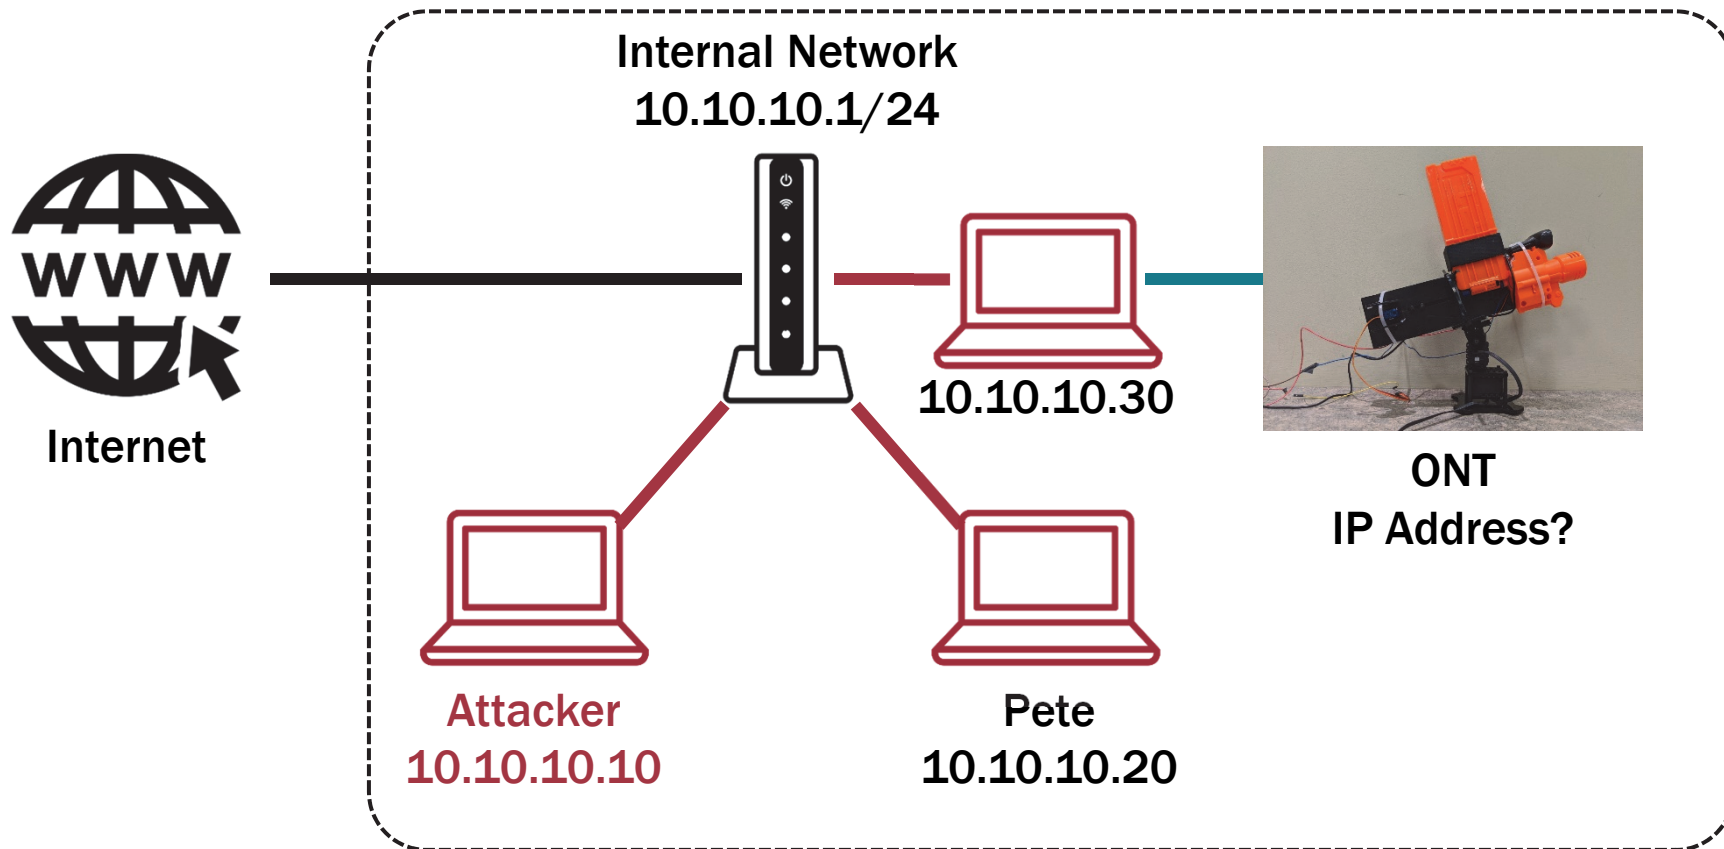 Internal Network
10.10.10.1/24
WWW
Internet
10.10.10.30
ONT
IP Address?
Attacker
10.10.10.10
Pete
10.10.10.20